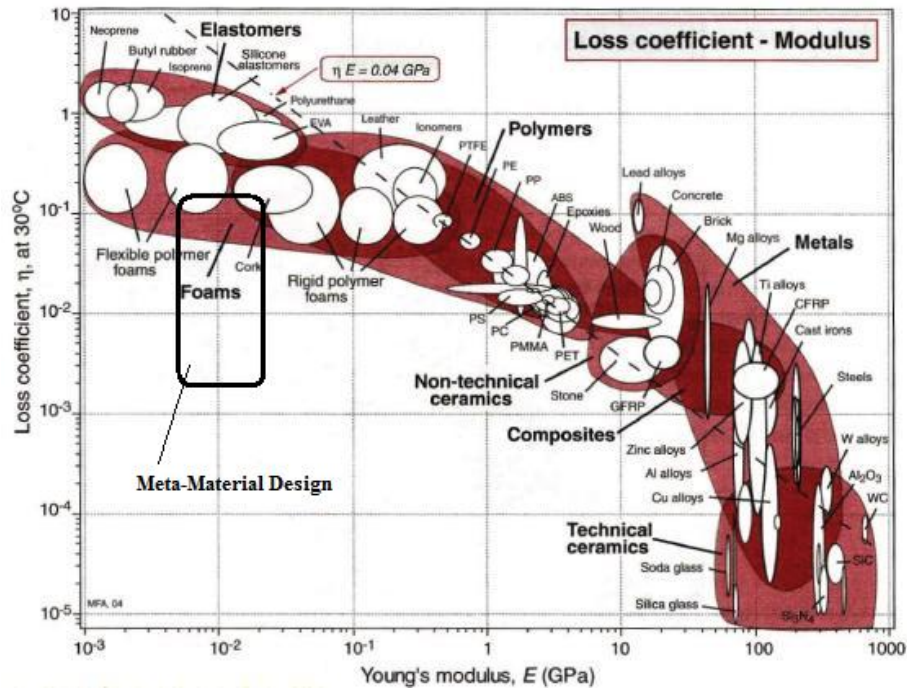 Loss coefficient - Modulus
Loss coefficient, η, at 30°C
10
1
10⁻¹
10⁻²
10⁻³
10⁻⁴
10⁻⁵
Neoprene
Butyl rubber
Isoprene
Elastomers
Silicone
elastomers
η E = 0.04 GPa
Polyurethane
EVA
Leather
Ionomers
Polymers
PTFE
PE
PP
ABS
Epoxies
Wood
Lead alloys
Concrete
Brick
Mg alloys
Metals
Ti alloys
CFRP
Cast irons
Flexible polymer
foams
Foams
Cork
Rigid polymer
foams
PS
PC
PMMA
PET
Non-technical
ceramics
Stone
GFRP
Composites
Steels
Zinc alloys
Al alloys
Cu alloys
W alloys
Al₂O₃
WC
Meta-Material Design
Technical
ceramics
Soda glass
SiC
Silica glass
Si₃N₄
MFA, 04
10⁻³
10⁻²
10⁻¹
1
10
100
1000
Young's modulus, E (GPa)